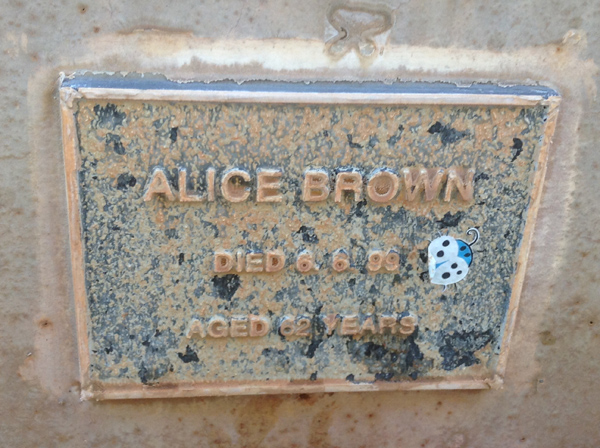 ALICE BROWN
DIED 6. 6. 99
AGED 62 YEARS